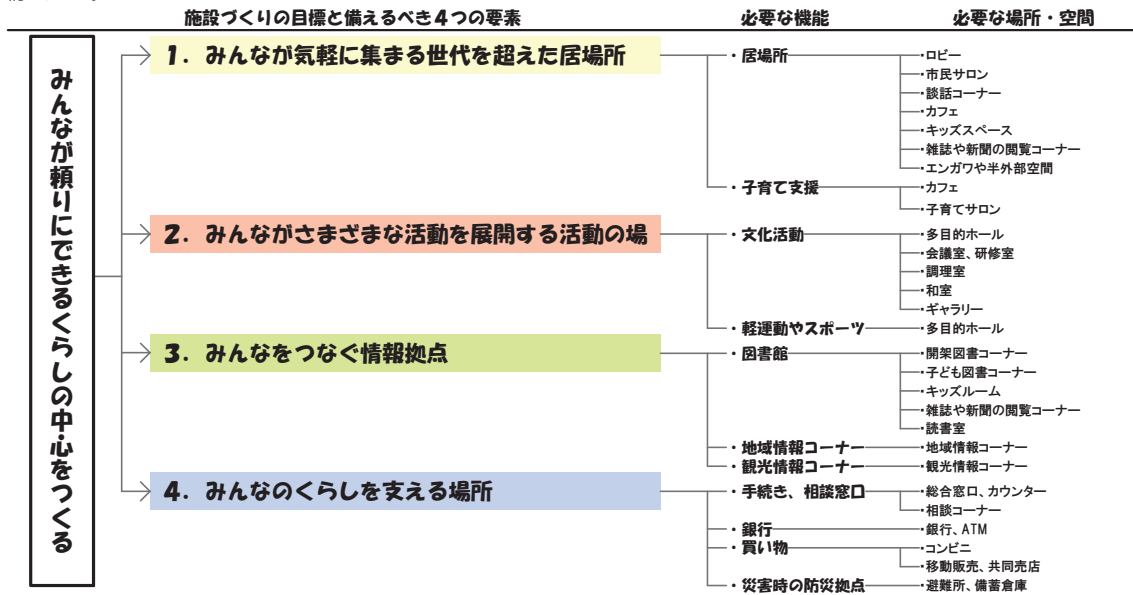 施設づくりの目標と備えるべき4つの要素
必要な機能
必要な場所・空間
みんなが頼りにできるくらしの中心をつくる
1. みんなが気軽に集まる世代を超えた居場所
・居場所
・ロビー
・市民サロン
・談話コーナー
・カフェ
・キッズスペース
・雑誌や新聞の閲覧コーナー
・エンガワや半外部空間
・子育て支援
・カフェ
・子育てサロン
2. みんながさまざまな活動を展開する活動の場
・文化活動
・多目的ホール
・会議室、研修室
・調理室
・和室
・ギャラリー
・軽運動やスポーツ
・多目的ホール
3. みんなをつなぐ情報拠点
・図書館
・開架図書コーナー
・子ども図書コーナー
・キッズルーム
・雑誌や新聞の閲覧コーナー
・読書室
・地域情報コーナー
・地域情報コーナー
・観光情報コーナー
・観光情報コーナー
4. みんなのくらしを支える場所
・手続き、相談窓口
・総合窓口、カウンター
・相談コーナー
・銀行
・銀行、ATM
・買い物
・コンビニ
・移動販売、共同売店
・災害時の防災拠点
・避難所、備蓄倉庫